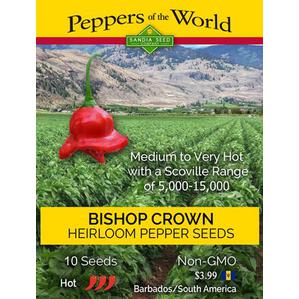 Peppers of the World
SANDIA SEED
COMPANY
Medium to Very Hot
with a Scoville Range
of 5,000-15,000
BISHOP CROWN
HEIRLOOM PEPPER SEEDS
10 Seeds
Non-GMO
$3.99
Hot
Barbados/South America